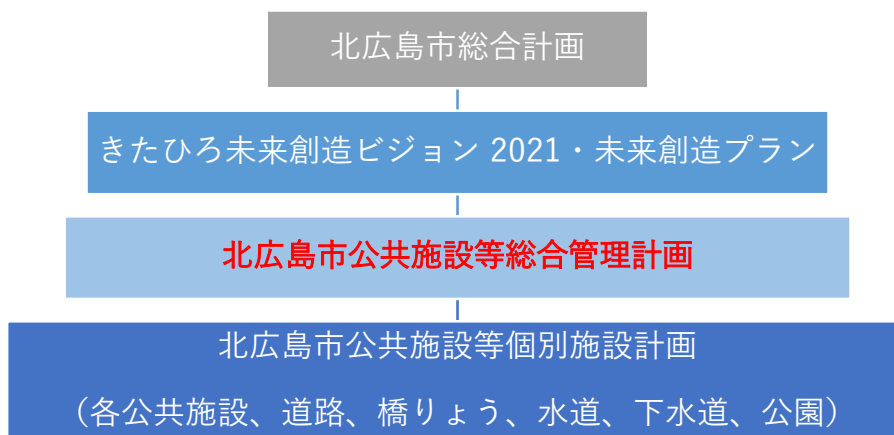 北広島市総合計画
きたひろ未来創造ビジョン 2021・未来創造プラン
北広島市公共施設等総合管理計画
北広島市公共施設等個別施設計画
（各公共施設、道路、橋りょう、水道、下水道、公園）